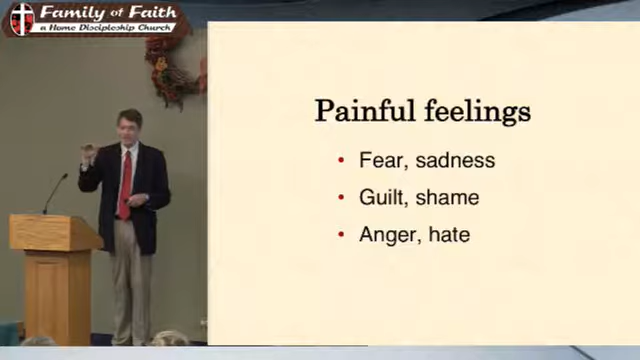 Family of Faith
a Home Discipleship Church
Painful feelings
• Fear, sadness
• Guilt, shame
• Anger, hate